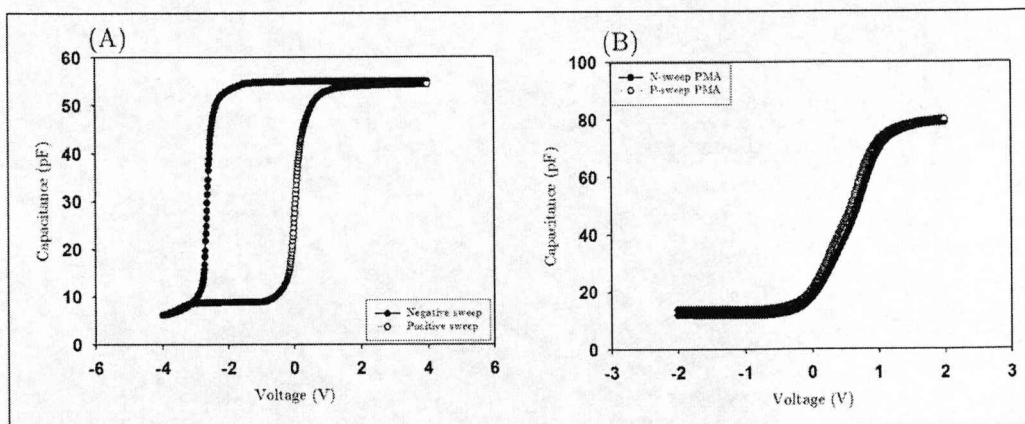 (A)
60
50
40
30
20
10
0
Capacitance (pF)
-6
-4
-2
0
2
4
6
Voltage (V)
Negative sweep
Positive sweep
(B)
100
80
60
40
20
0
Capacitance (pF)
-3
-2
-1
0
1
2
3
Voltage (V)
N-sweep PMA
P-sweep PMA